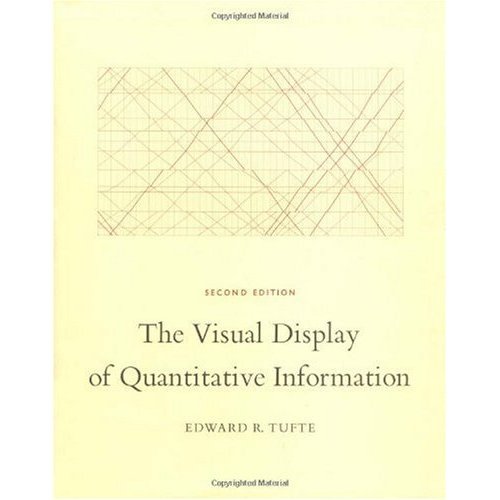 Copyrighted Material
SECOND EDITION
The Visual Display
of Quantitative Information
EDWARD R. TUFTE
Copyrighted Material